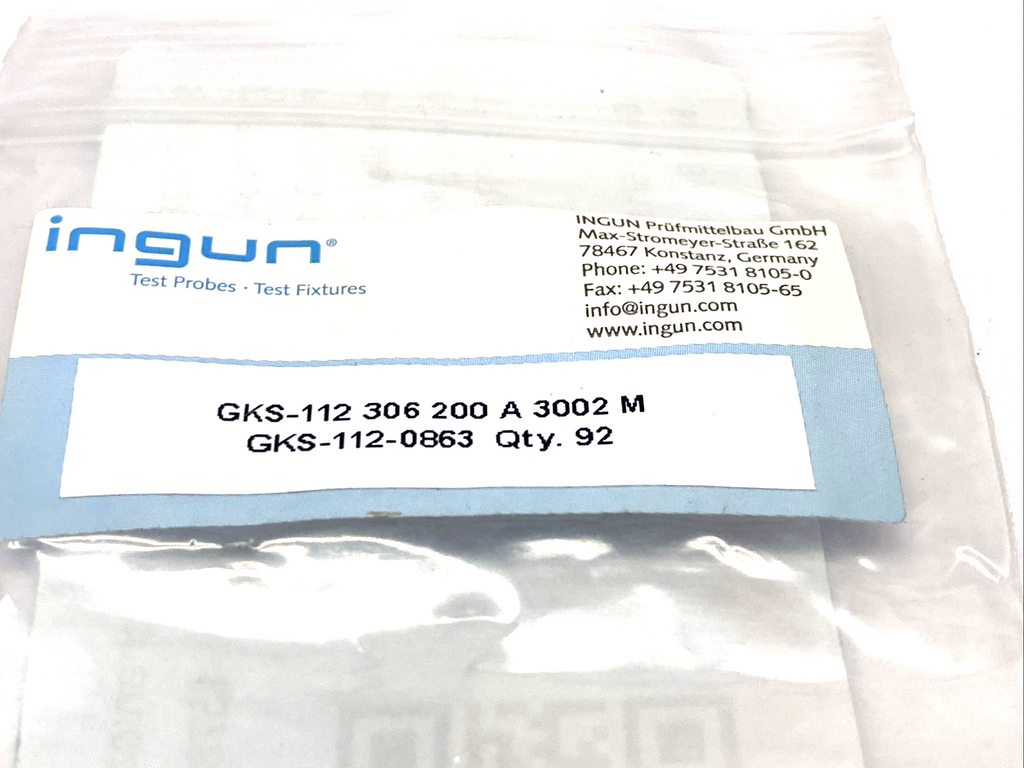 ingun®
Test Probes · Test Fixtures
INGUN Prüfmittelbau GmbH
Max-Stromeyer-Straße 162
78467 Konstanz, Germany
Phone: +49 7531 8105-0
Fax: +49 7531 8105-65
info@ingun.com
www.ingun.com
GKS-112 306 200 A 3002 M
GKS-112-0863 Qty. 92